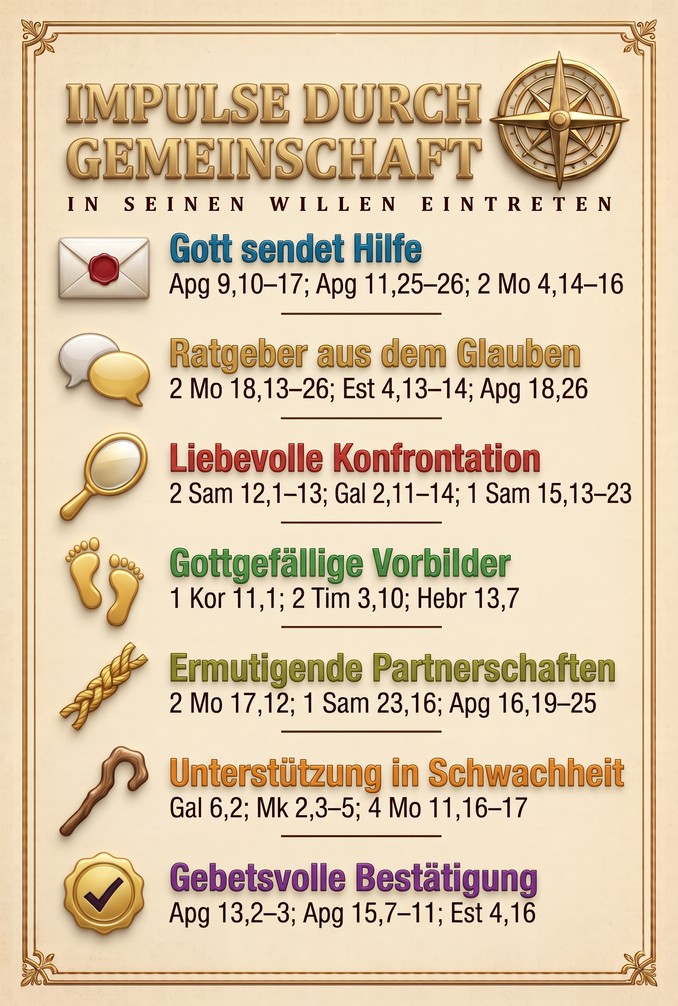 IMPULSE DURCH
GEMEINSCHAFT
IN SEINEN WILLEN EINTRETEN
Gott sendet Hilfe
Apg 9,10–17; Apg 11,25–26; 2 Mo 4,14–16
Ratgeber aus dem Glauben
2 Mo 18,13–26; Est 4,13–14; Apg 18,26
Liebevolle Konfrontation
2 Sam 12,1–13; Gal 2,11–14; 1 Sam 15,13–23
Gottgefällige Vorbilder
1 Kor 11,1; 2 Tim 3,10; Hebr 13,7
Ermutigende Partnerschaften
2 Mo 17,12; 1 Sam 23,16; Apg 16,19–25
Unterstützung in Schwachheit
Gal 6,2; Mk 2,3–5; 4 Mo 11,16–17
Gebetsvolle Bestätigung
Apg 13,2–3; Apg 15,7–11; Est 4,16